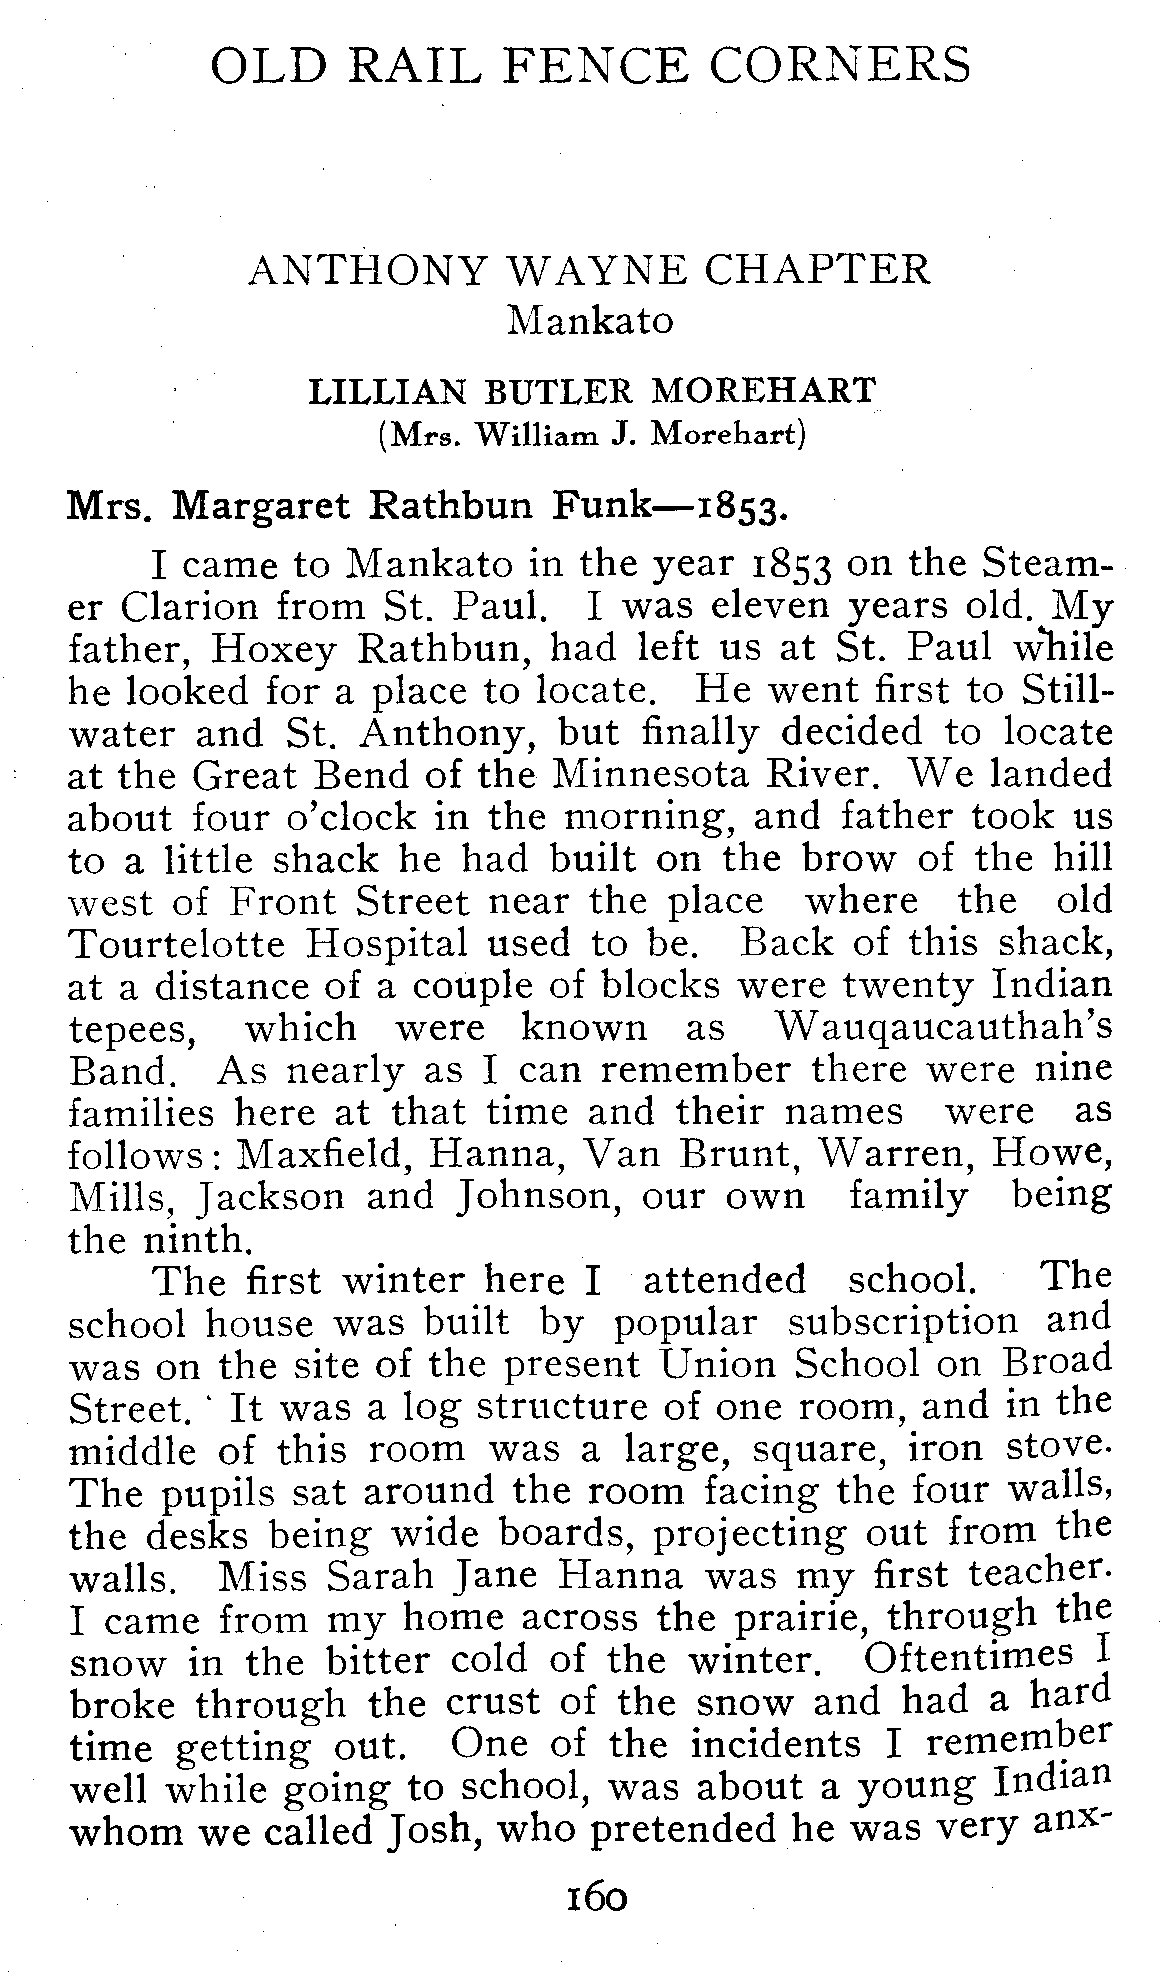 OLD RAIL FENCE CORNERS
ANTHONY WAYNE CHAPTER
Mankato
LILLIAN BUTLER MOREHART
(Mrs. William J. Morehart)
Mrs. Margaret Rathbun Funk—1853.
I came to Mankato in the year 1853 on the Steam-
er Clarion from St. Paul. I was eleven years old. My
father, Hoxey Rathbun, had left us at St. Paul while
he looked for a place to locate. He went first to Still-
water and St. Anthony, but finally decided to locate
at the Great Bend of the Minnesota River. We landed
about four o'clock in the morning, and father took us
to a little shack he had built on the brow of the hill
west of Front Street near the place where the old
Tourtelotte Hospital used to be. Back of this shack,
at a distance of a couple of blocks were twenty Indian
tepees, which were known as Wauqaucauthah's
Band. As nearly as I can remember there were nine
families here at that time and their names were as
follows: Maxfield, Hanna, Van Brunt, Warren, Howe,
Mills, Jackson and Johnson, our own family being
the ninth.
The first winter here I attended school. The
school house was built by popular subscription and
was on the site of the present Union School on Broad
Street. It was a log structure of one room, and in the
middle of this room was a large, square, iron stove.
The pupils sat around the room facing the four walls,
the desks being wide boards, projecting out from the
walls. Miss Sarah Jane Hanna was my first teacher.
I came from my home across the prairie, through the
snow in the bitter cold of the winter. Oftentimes I
broke through the crust of the snow and had a hard
time getting out. One of the incidents I remember
well while going to school, was about a young Indian
whom we called Josh, who pretended he was very anx-
160